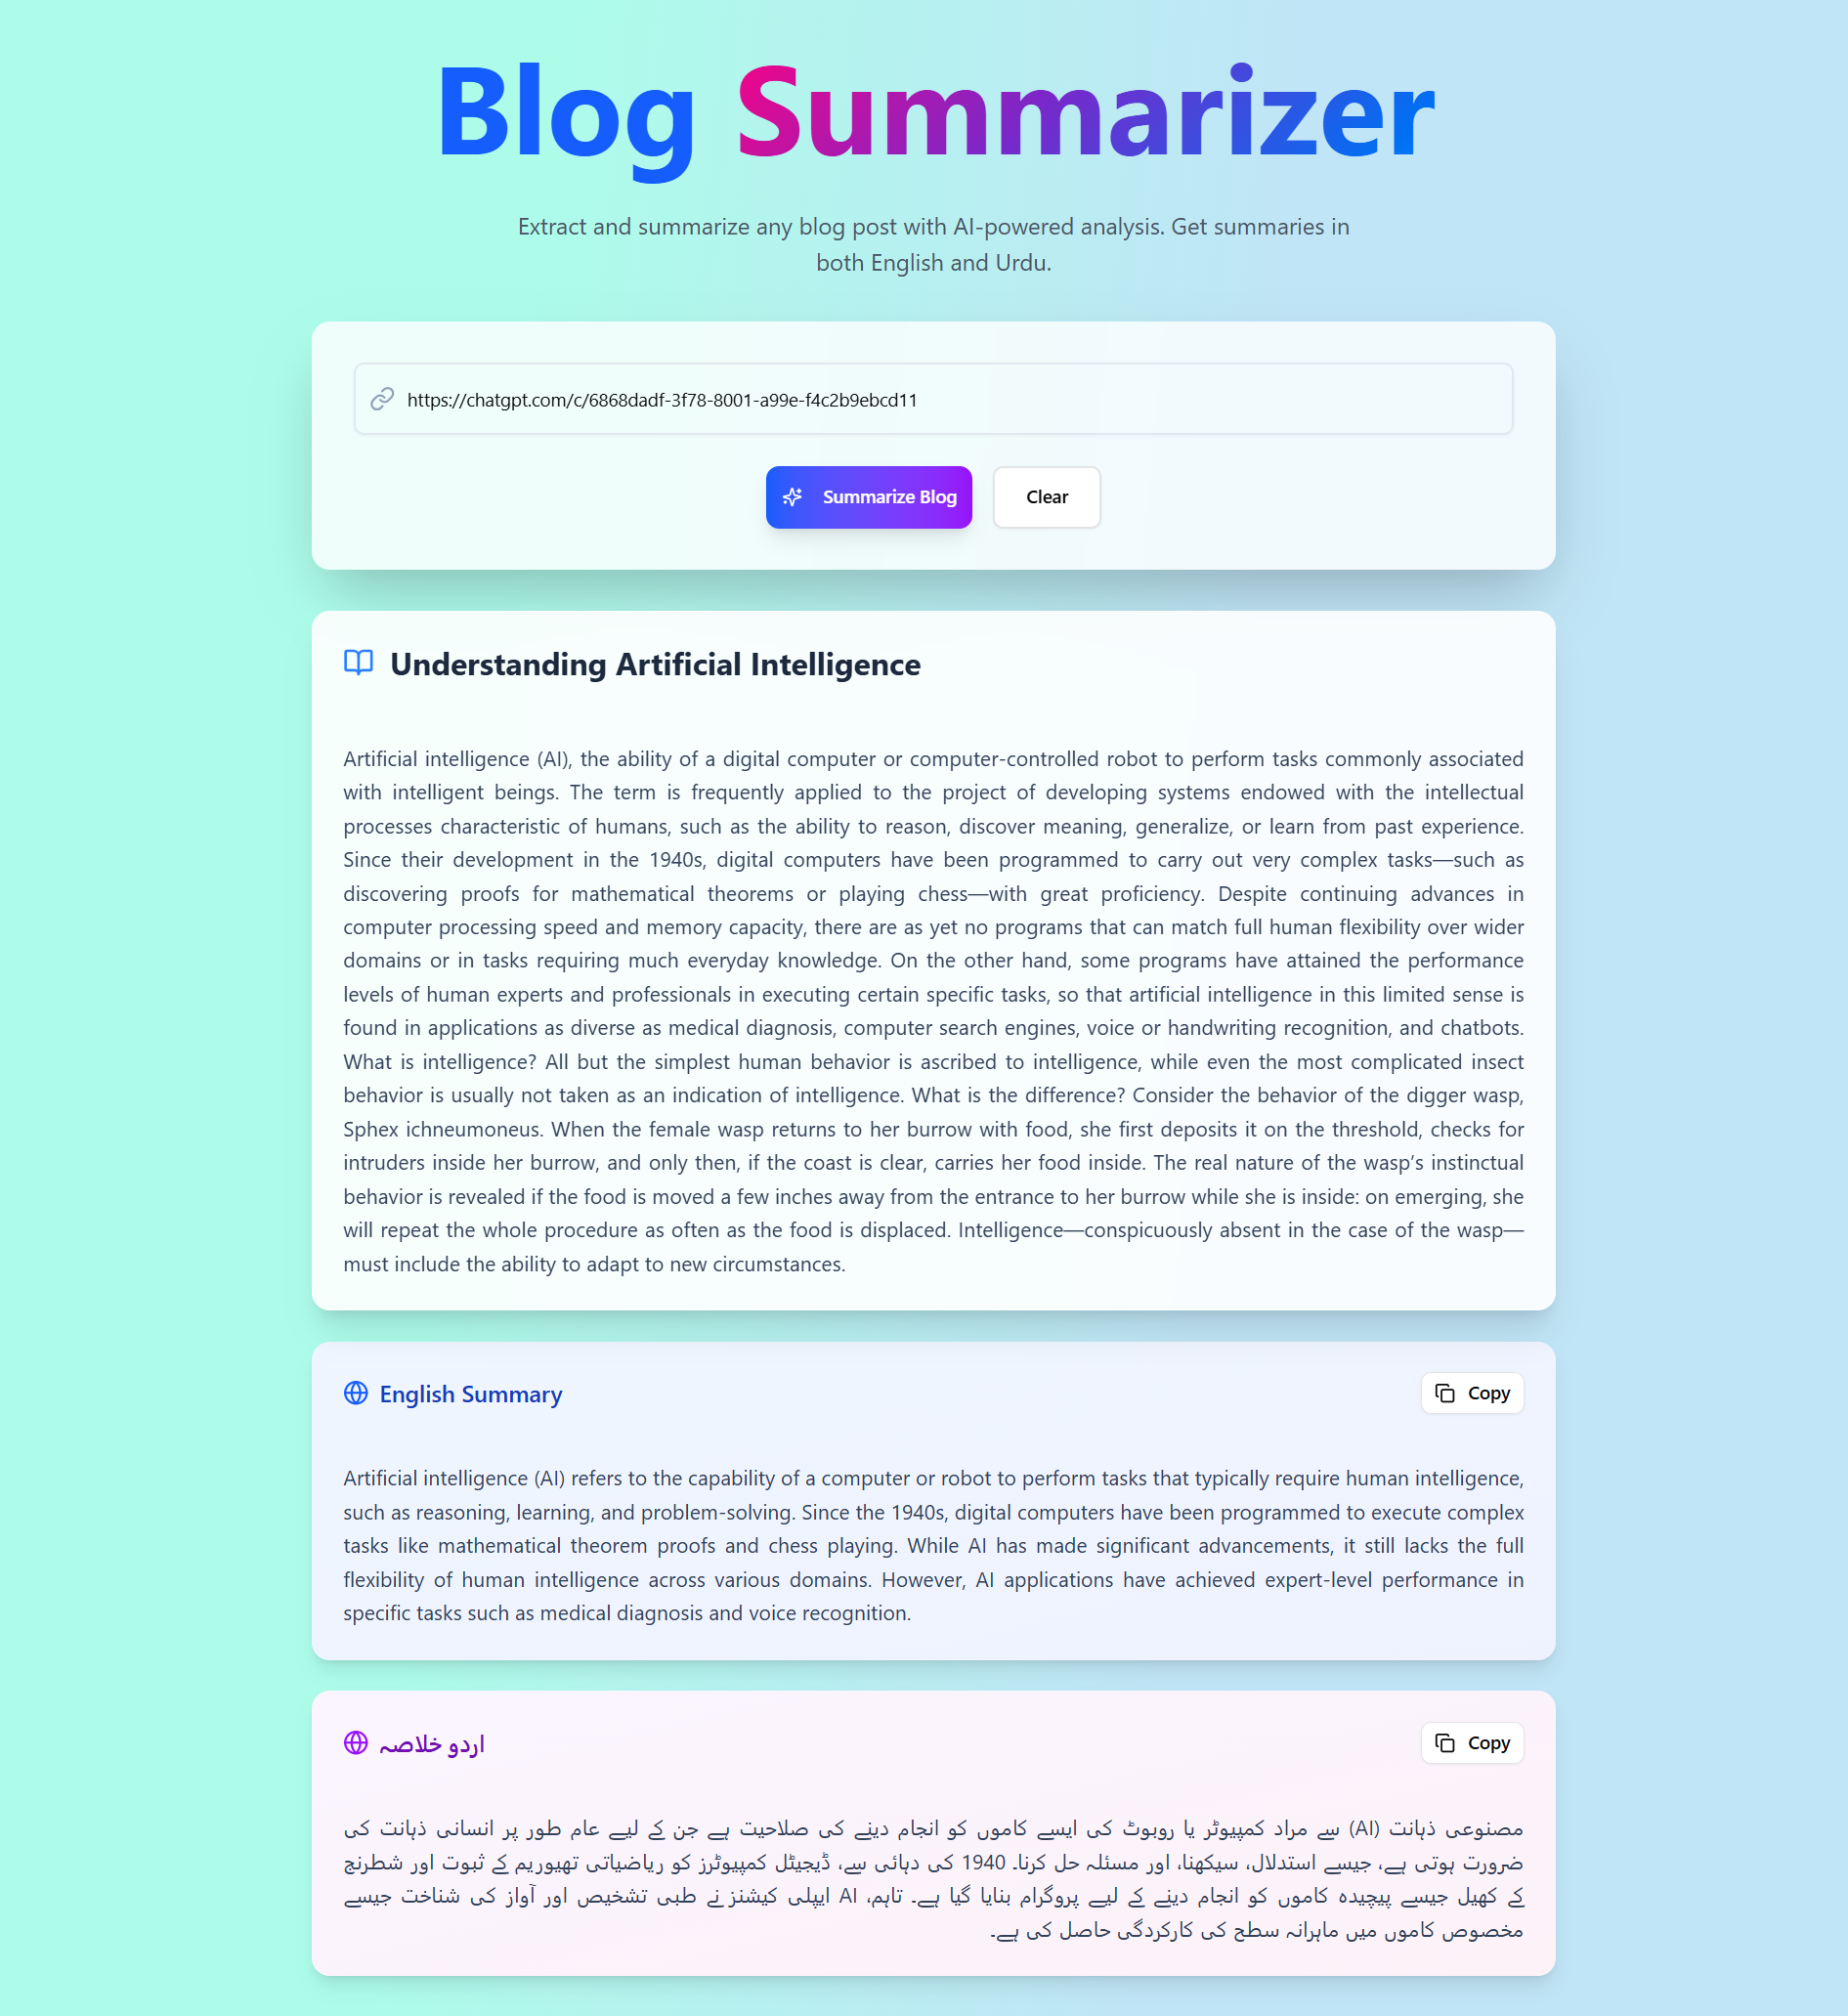 Blog Summarizer
Extract and summarize any blog post with AI-powered analysis. Get summaries in
both English and Urdu.
https://chatgpt.com/c/6868dadf-3f78-8001-a99e-f4c2b9ebcd11
Summarize Blog
Clear
Understanding Artificial Intelligence
Artificial intelligence (AI), the ability of a digital computer or computer-controlled robot to perform tasks commonly associated
with intelligent beings. The term is frequently applied to the project of developing systems endowed with the intellectual
processes characteristic of humans, such as the ability to reason, discover meaning, generalize, or learn from past experience.
Since their development in the 1940s, digital computers have been programmed to carry out very complex tasks—such as
discovering proofs for mathematical theorems or playing chess—with great proficiency. Despite continuing advances in
computer processing speed and memory capacity, there are as yet no programs that can match full human flexibility over wider
domains or in tasks requiring much everyday knowledge. On the other hand, some programs have attained the performance
levels of human experts and professionals in executing certain specific tasks, so that artificial intelligence in this limited sense is
found in applications as diverse as medical diagnosis, computer search engines, voice or handwriting recognition, and chatbots.
What is intelligence? All but the simplest human behavior is ascribed to intelligence, while even the most complicated insect
behavior is usually not taken as an indication of intelligence. What is the difference? Consider the behavior of the digger wasp,
Sphex ichneumoneus. When the female wasp returns to her burrow with food, she first deposits it on the threshold, checks for
intruders inside her burrow, and only then, if the coast is clear, carries her food inside. The real nature of the wasp’s instinctual
behavior is revealed if the food is moved a few inches away from the entrance to her burrow while she is inside: on emerging, she
will repeat the whole procedure as often as the food is displaced. Intelligence—conspicuously absent in the case of the wasp—
must include the ability to adapt to new circumstances.
English Summary
Copy
Artificial intelligence (AI) refers to the capability of a computer or robot to perform tasks that typically require human intelligence,
such as reasoning, learning, and problem-solving. Since the 1940s, digital computers have been programmed to execute complex
tasks like mathematical theorem proofs and chess playing. While AI has made significant advancements, it still lacks the full
flexibility of human intelligence across various domains. However, AI applications have achieved expert-level performance in
specific tasks such as medical diagnosis and voice recognition.
اردو خلاصہ
Copy
مصنوعی ذہانت (AI) سے مراد کمپیوٹر یا روبوٹ کی ایسے کاموں کو انجام دینے کی صلاحیت ہے جن کے لیے عام طور پر انسانی ذہانت کی
ضرورت ہوتی ہے، جیسے استدلال، سیکھنا، اور مسئلہ حل کرنا۔ 1940 کی دہائی سے، ڈیجیٹل کمپیوٹرز کو ریاضیاتی تھیوریم کے ثبوت اور شطرنج
کے کھیل جیسے پیچیدہ کاموں کو انجام دینے کے لیے پروگرام بنایا گیا ہے۔ تاہم، AI ایپلی کیشنز نے طبی تشخیص اور آواز کی شناخت جیسے
مخصوص کاموں میں ماہرانہ سطح کی کارکردگی حاصل کی ہے۔